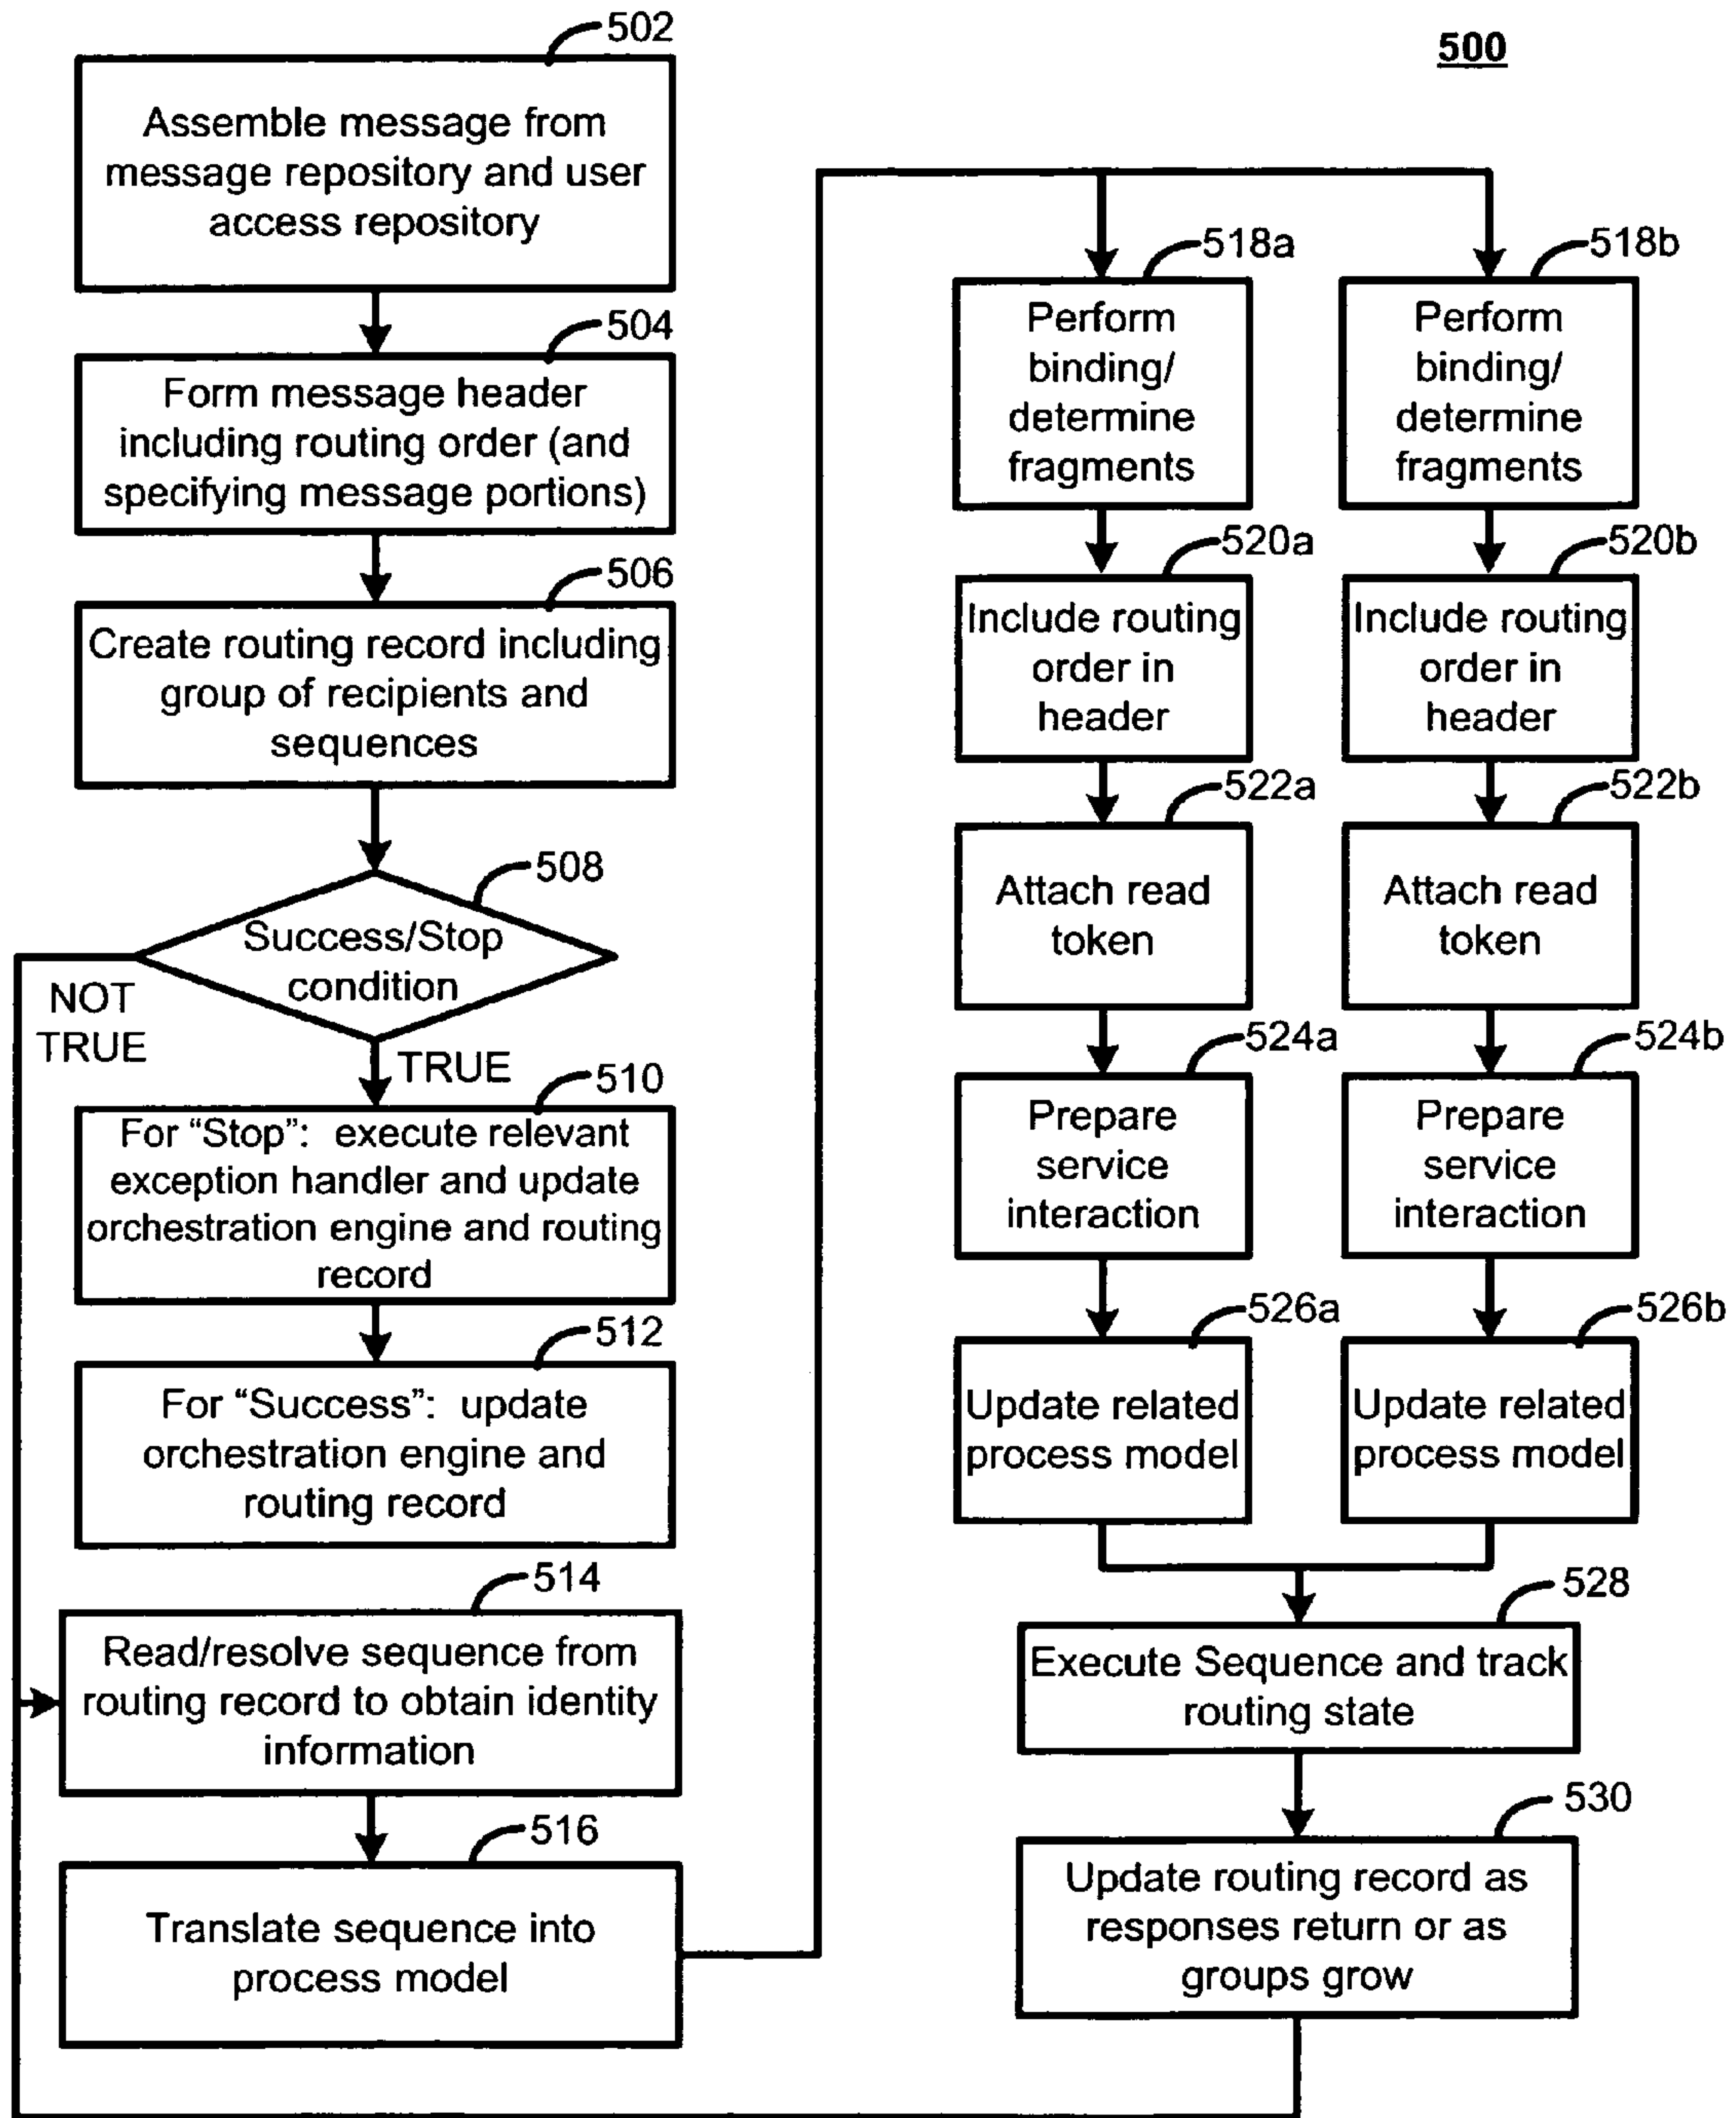 500
502
Assemble message from
message repository and user
access repository
504
Form message header
including routing order (and
specifying message portions)
506
Create routing record including
group of recipients and
sequences
508
Success/Stop
condition
NOT
TRUE
TRUE
510
For “Stop”: execute relevant
exception handler and update
orchestration engine and routing
record
512
For “Success”: update
orchestration engine and
routing record
514
Read/resolve sequence from
routing record to obtain identity
information
516
Translate sequence into
process model
518a
Perform
binding/
determine
fragments
520a
Include routing
order in
header
522a
Attach read
token
524a
Prepare
service
interaction
526a
Update related
process model
518b
Perform
binding/
determine
fragments
520b
Include routing
order in
header
522b
Attach read
token
524b
Prepare
service
interaction
526b
Update related
process model
528
Execute Sequence and track
routing state
530
Update routing record as
responses return or as
groups grow